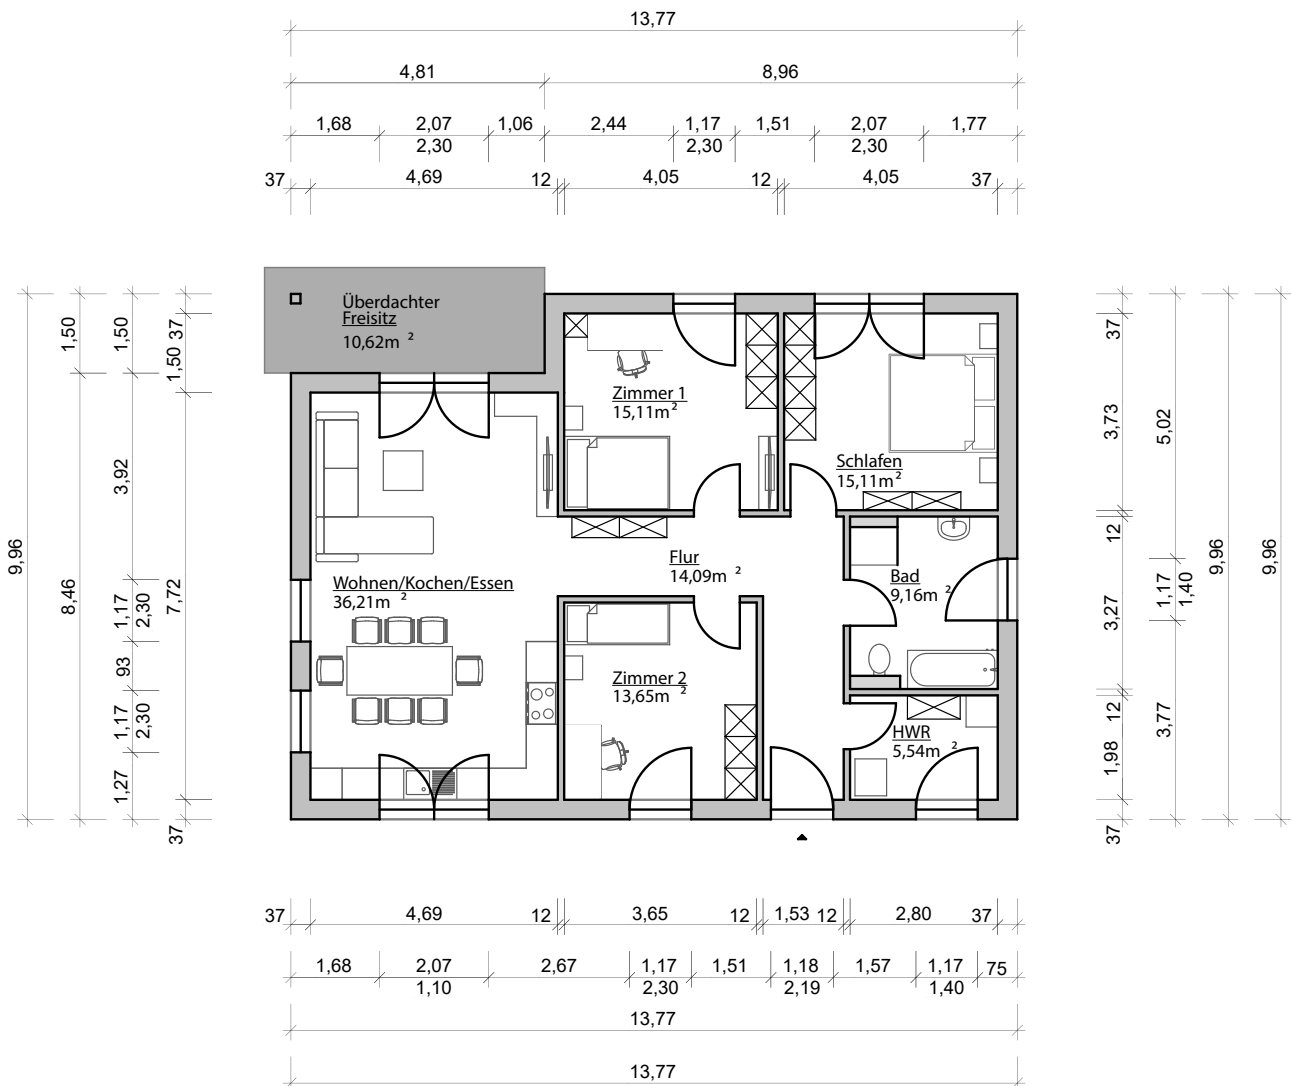 13,77
4,81 8,96
1,68 2,07 1,06 2,44 1,17 1,51 2,07 1,77
2,30 2,30 2,30
37 4,69 12 4,05 12 4,05 37
Überdachter
Freisitz
10,62m ²
Zimmer 1
15,11m²
Schlafen
15,11m²
Flur
14,09m ²
Bad
9,16m ²
Wohnen/Kochen/Essen
36,21m ²
Zimmer 2
13,65m ²
HWR
5,54m ²
9,96
1,50
8,46
1,50
3,92
1,17
2,30
93
1,17
2,30
1,27
37
1,50
7,72
37
37
3,73
12
3,27
12
1,98
37
5,02
1,17
1,40
3,77
9,96
9,96
37 4,69 12 3,65 12 1,53 12 2,80 37
1,68 2,07 2,67 1,17 1,51 1,18 1,57 1,17 75
1,10 2,30 2,19 1,40
13,77
13,77